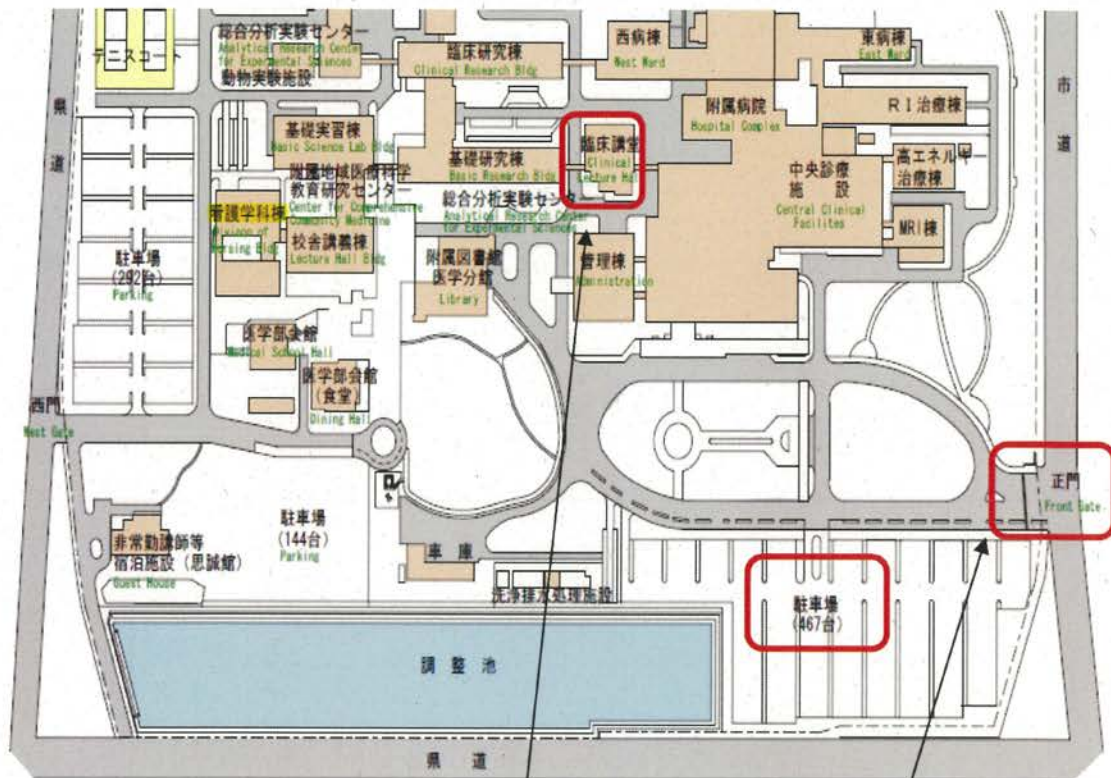 総合分析実験センター
Analytical Research Center
for Expermental Sciences
動物実験施設
テニスコート
臨床研究棟
Clinical Research Bldg
西病棟
West Ward
東病棟
East Ward
県道
市道
基礎実習棟
Basic Science Lab Bldg
附属地域医療科学
教育研究センター
Center for Comprehensive
Community Medicine
基礎研究棟
Basic Research Bldg
臨床講堂
Clinical
Lecture Hall
附属病院
Hospital Complex
RI治療棟
高エネルギー
治療棟
中央診療
施設
Central Clinical
Facilites
MRI棟
看護学科棟
Division of
Nursing Bldg
校舎講義棟
Lecture Hall Bldg
総合分析実験センター
Analytical Research Center
for Expermental Sciences
附属図書館
医学分館
Library
管理棟
Administration
駐車場
(292台)
Parking
医学部会館
Medical School Hall
医学部会館
(食堂)
Dining Hall
西門
West Gate
正門
Front Gate
駐車場
(144台)
Parking
非常勤講師等
宿泊施設(思誠館)
Guest House
車庫
洗浄排水処理施設
駐車場
(467台)
調整池
県道